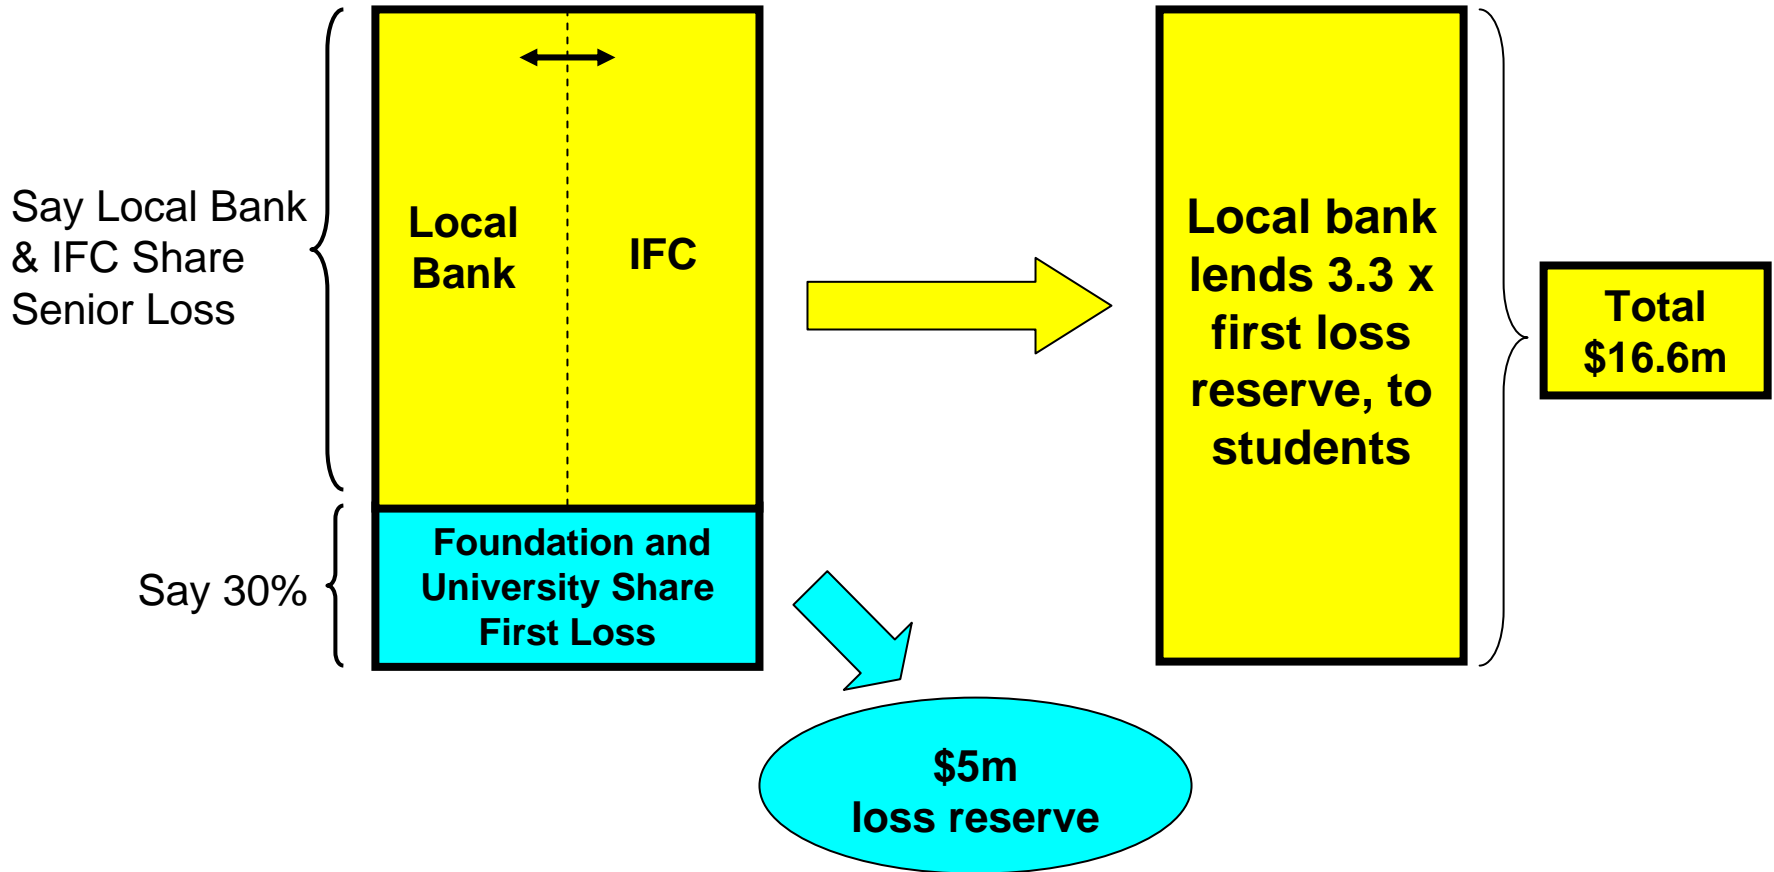 Say Local Bank
& IFC Share
Senior Loss
Local
Bank
IFC
Local bank
lends 3.3 x
first loss
reserve, to
students
Total
$16.6m
Say 30%
Foundation and
University Share
First Loss
$5m
loss reserve